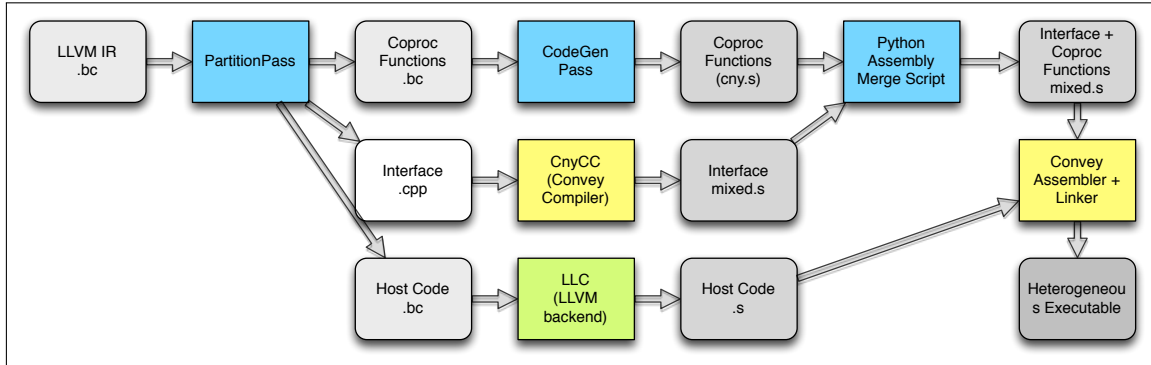 LLVM IR
.bc
PartitionPass
Coproc
Functions
.bc
CodeGen
Pass
Coproc
Functions
(cny.s)
Python
Assembly
Merge Script
Interface +
Coproc
Functions
mixed.s
Interface
.cpp
CnyCC
(Convey
Compiler)
Interface
mixed.s
Convey
Assembler +
Linker
Host Code
.bc
LLC
(LLVM
backend)
Host Code
.s
Heterogeneou
s Executable